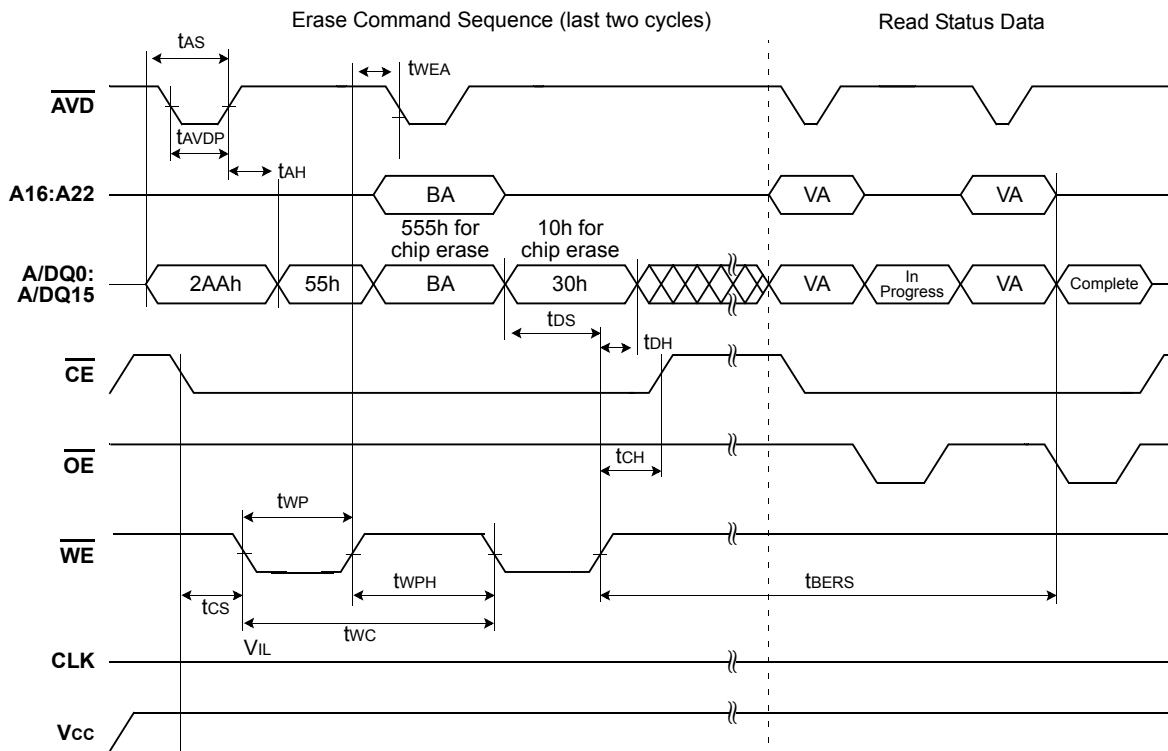 Erase Command Sequence (last two cycles)
Read Status Data
tAS
tWEA
AVD
tAVDP
tAH
A16:A22
BA
VA
VA
555h for
chip erase
10h for
chip erase
A/DQ0:
A/DQ15
2AAh
55h
BA
30h
VA
In
Progress
VA
Complete
tDS
tDH
CE
OE
tCH
tWP
WE
tWPH
tBERS
tCS
tWC
VIL
CLK
Vcc